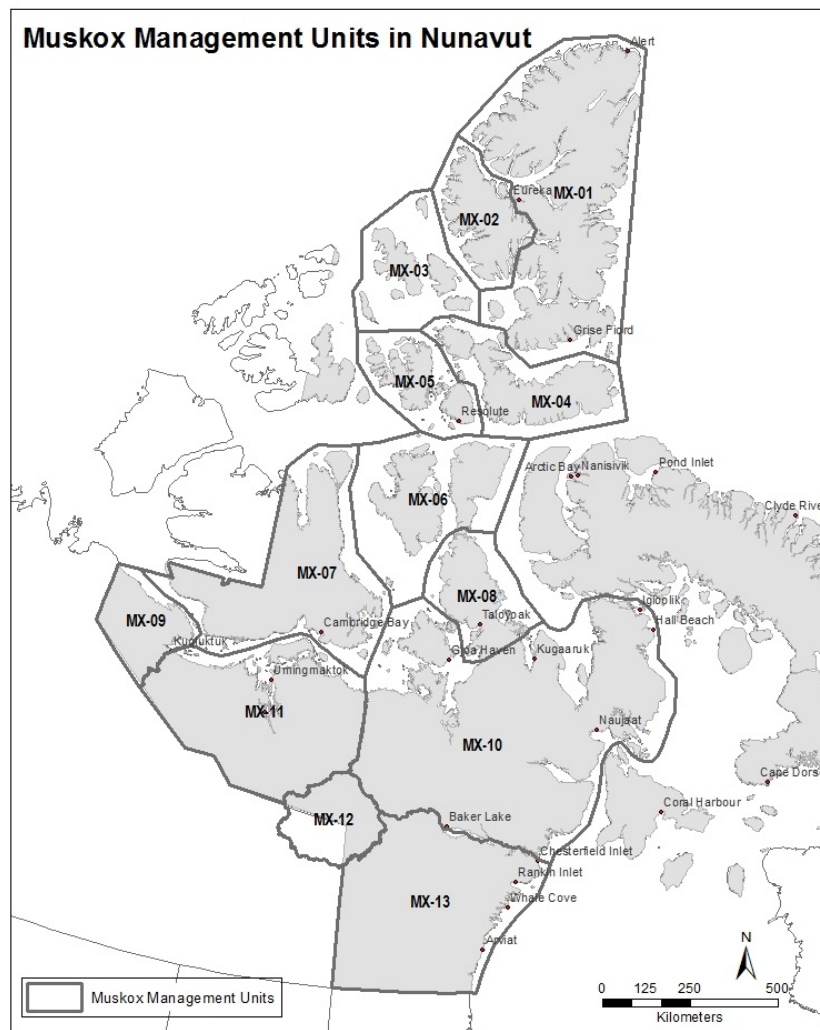 Muskox Management Units in Nunavut
Alert
MX-01
Eureka
MX-02
MX-03
Grise Fiord
MX-05
MX-04
Resolute
Arctic Bay
Nanisivik
Pond Inlet
MX-06
Clyde River
MX-07
MX-08
Igloolik
MX-09
Taloyoak
Hall Beach
Cambridge Bay
Kugluktuk
Gjoa Haven
Kugaaruk
Umingmaktok
MX-11
Naujaat
MX-10
Cape Dors
Coral Harbour
MX-12
Baker Lake
Chesterfield Inlet
Rankin Inlet
MX-13
Whale Cove
Arviat
N
Muskox Management Units
0 125 250 500
Kilometers